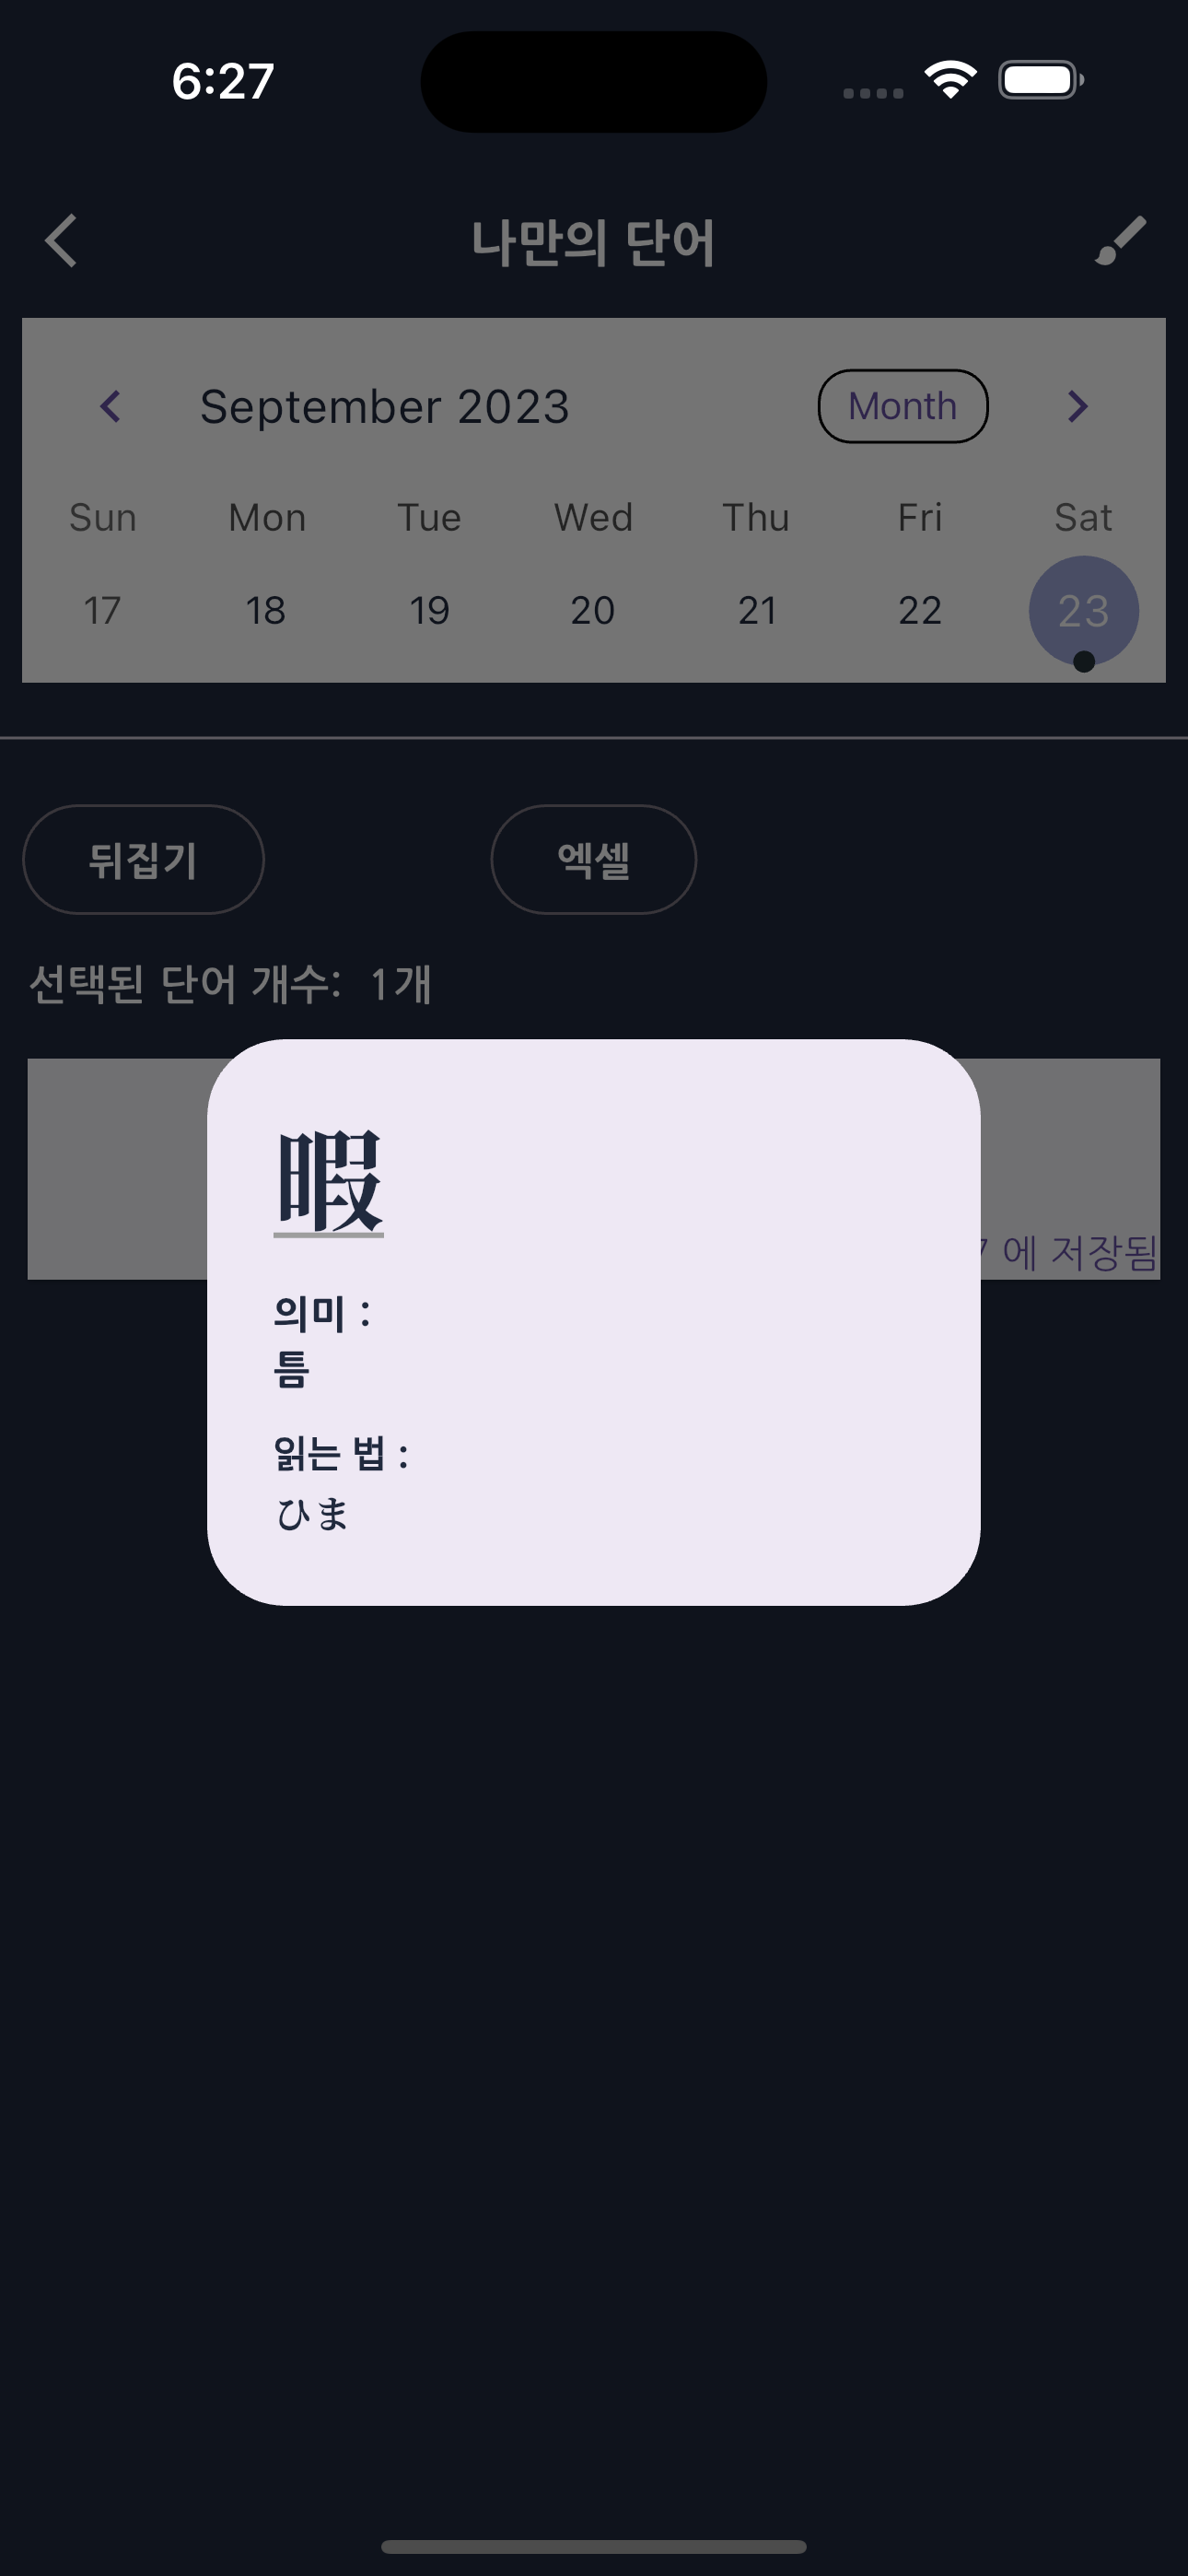 6:27
나만의 단어
September 2023
Month
Sun Mon Tue Wed Thu Fri Sat
17 18 19 20 21 22 23
뒤집기
엑셀
선택된 단어 개수: 1개
暇
에 저장됨
의미 :
틈
읽는 법 :
ひま